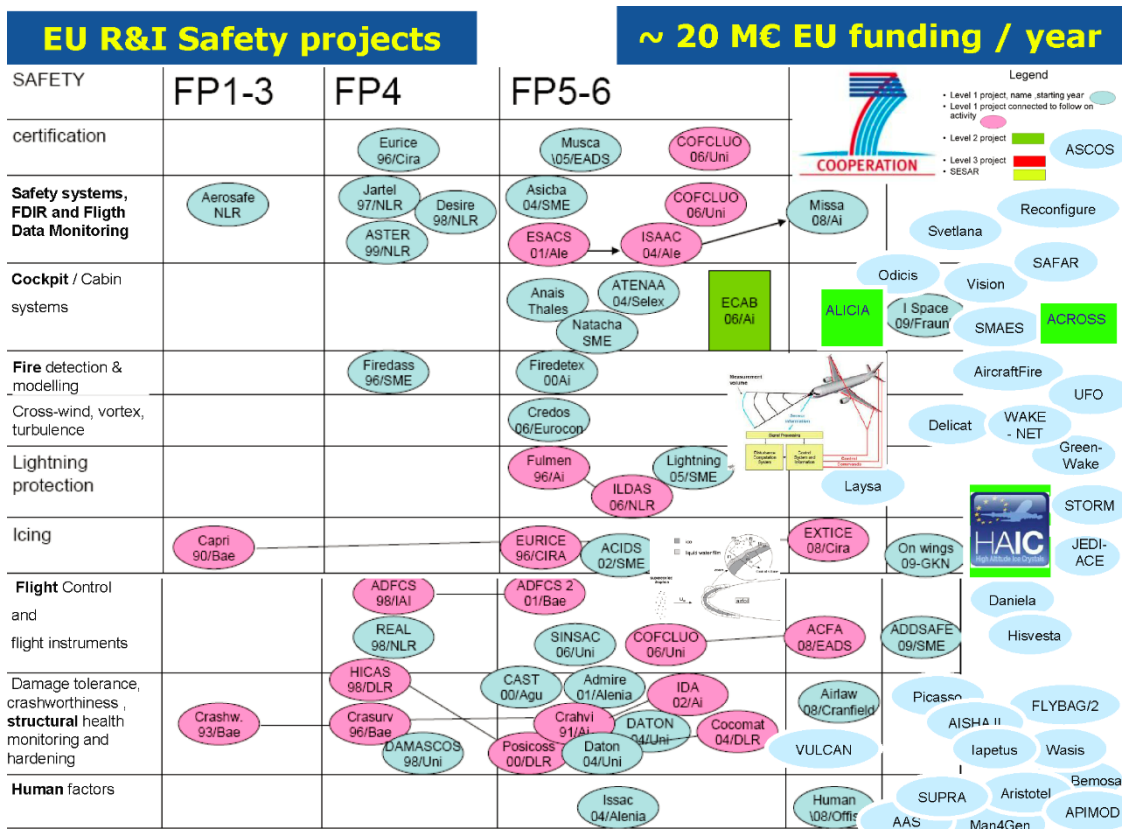 EU R&I Safety projects
~ 20 M€ EU funding / year
SAFETY
FP1-3
FP4
FP5-6
7
COOPERATION
Legend
• Level 1 project, name ,starting year
• Level 1 project connected to follow on
activity
• Level 2 project
• Level 3 project
• SESAR
certification
Eurice
96/Cira
Musca
\05/EADS
COFCLUO
06/Uni
ASCOS
Safety systems,
FDIR and Fligth
Data Monitoring
Aerosafe
NLR
Jartel
97/NLR
Desire
98/NLR
ASTER
99/NLR
Asicba
04/SME
COFCLUO
06/Uni
ESACS
01/Ale
ISAAC
04/Ale
Missa
08/Ai
Reconfigure
Svetlana
SAFAR
Cockpit / Cabin
systems
Anais
Thales
ATENAA
04/Selex
Natacha
SME
ECAB
06/Ai
Odicis
Vision
ALICIA
I Space
09/Fraunh
SMAES
ACROSS
Fire detection &
modelling
Firedass
96/SME
Firedetex
00Ai
Measurement
volume
AircraftFire
UFO
Cross-wind, vortex,
turbulence
Credos
06/Eurocon
Delicat
WAKE
- NET
Green-
Wake
Lightning
protection
Fulmen
96/Ai
Lightning
05/SME
ILDAS
06/NLR
Laysa
STORM
Icing
Capri
90/Bae
EURICE
96/CIRA
ACIDS
02/SME
ice
liquid water film
EXTICE
08/Cira
On wings
09-GKN
HAIC
High Altitude Ice Crystals
JEDI-
ACE
Flight Control
and
flight instruments
ADFCS
98/IAI
ADFCS 2
01/Bae
REAL
98/NLR
SINSAC
06/Uni
COFCLUO
06/Uni
ACFA
08/EADS
ADDSAFE
09/SME
Daniela
Hisvesta
Damage tolerance,
crashworthiness ,
structural health
monitoring and
hardening
HICAS
98/DLR
CAST
00/Agu
Admire
01/Alenia
IDA
02/Ai
Airlaw
08/Cranfield
Picasso
FLYBAG/2
AISHA II
Crashw.
93/Bae
Crasurv
96/Bae
Crahvi
91/Ai
DATON
04/Uni
Cocomat
04/DLR
DAMASCOS
98/Uni
Posicoss
00/DLR
Daton
04/Uni
VULCAN
Iapetus
Wasis
Bemosa
Human factors
Issac
04/Alenia
Human
\08/Offis
SUPRA
Aristotel
APIMOD
AAS
Man4Gen